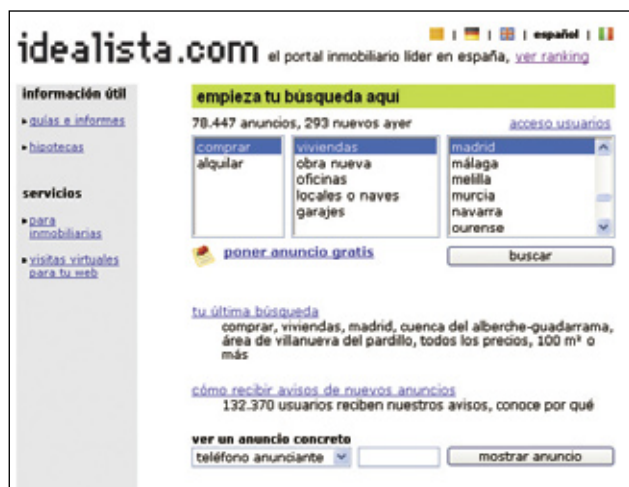 idealista.com el portal inmobiliario líder en españa, ver ranking
| | | español |
información útil
guías e informes
hipotecas
servicios
para
inmobiliarias
visitas virtuales
para tu web
empieza tu búsqueda aquí
78.447 anuncios, 293 nuevos ayer acceso usuarios
comprar
alquilar
viviendas
obra nueva
oficinas
locales o naves
garajes
madrid
málaga
melilla
murcia
navarra
ourense
poner anuncio gratis
buscar
tu última búsqueda
comprar, viviendas, madrid, cuenca del alberche-guadarrama,
área de villanueva del pardillo, todos los precios, 100 m² o
más
cómo recibir avisos de nuevos anuncios
132.370 usuarios reciben nuestros avisos, conoce por qué
ver un anuncio concreto
teléfono anunciante
mostrar anuncio